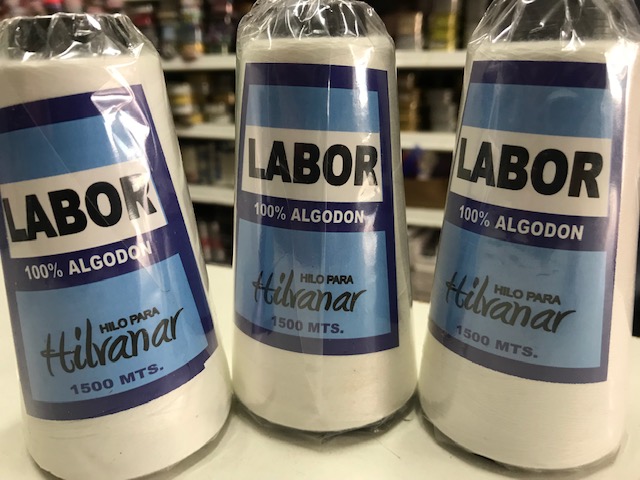 LABOR
100% ALGODON
HILO PARA
Hilvanar
1500 MTS.
LABOR
100% ALGODON
HILO PARA
Hilvanar
1500 MTS.
LABOR
100% ALGODON
HILO PARA
Hilvanar
1500 MTS.